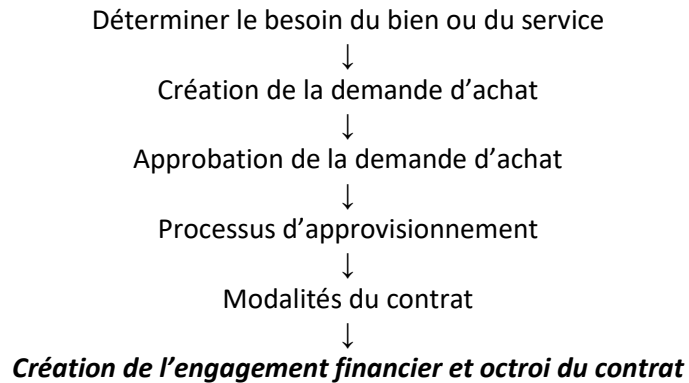 Déterminer le besoin du bien ou du service
↓
Création de la demande d’achat
↓
Approbation de la demande d’achat
↓
Processus d’approvisionnement
↓
Modalités du contrat
↓
Création de l’engagement financier et octroi du contrat